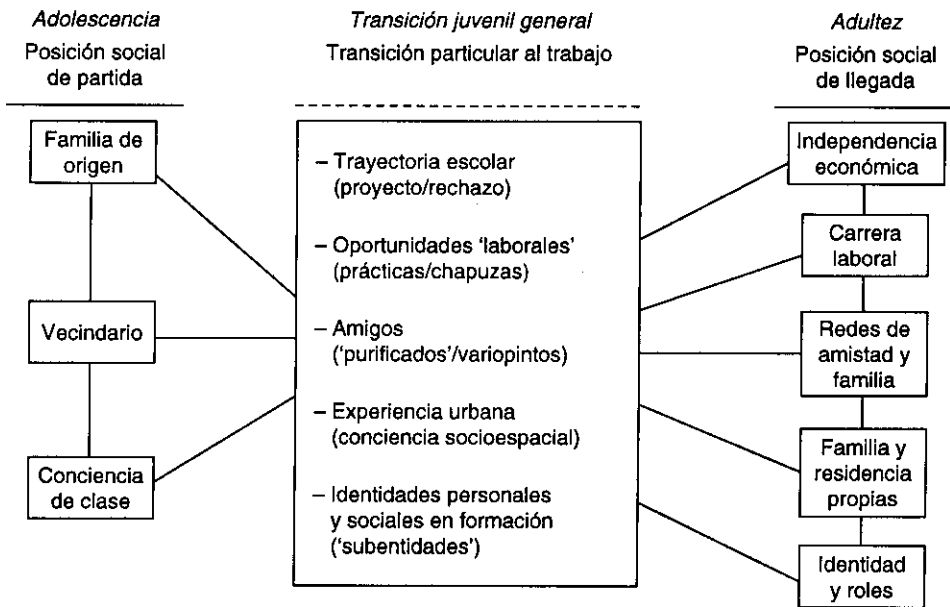 Adolescencia
Posición social
de partida
Familia de
origen
Vecindario
Conciencia
de clase
Transición juvenil general
Transición particular al trabajo
– Trayectoria escolar
(proyecto/rechazo)
– Oportunidades 'laborales'
(prácticas/chapuzas)
– Amigos
('purificados'/variopintos)
– Experiencia urbana
(conciencia socioespacial)
– Identidades personales
y sociales en formación
('subentidades')
Adultez
Posición social
de llegada
Independencia
económica
Carrera
laboral
Redes de
amistad y
familia
Familia y
residencia
propias
Identidad
y roles